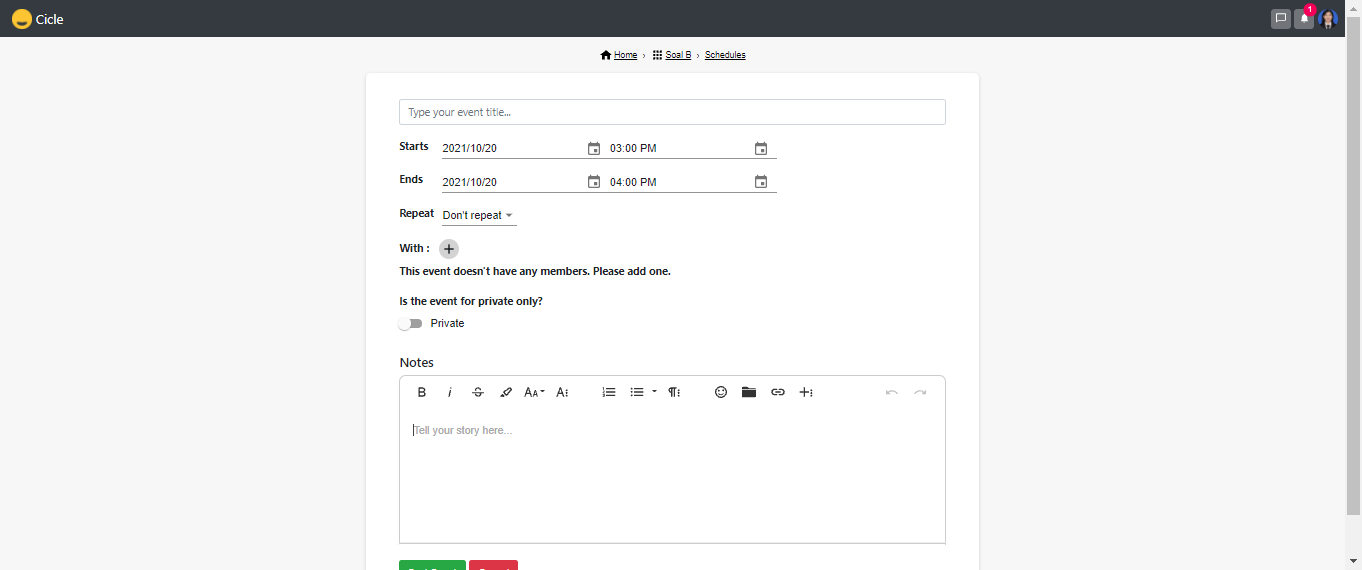 Cicle
1
Home › Soal B › Schedules
Type your event title...
Starts 2021/10/20 03:00 PM
Ends 2021/10/20 04:00 PM
Repeat Don't repeat
With :
This event doesn't have any members. Please add one.
Is the event for private only?
Private
Notes
Tell your story here...